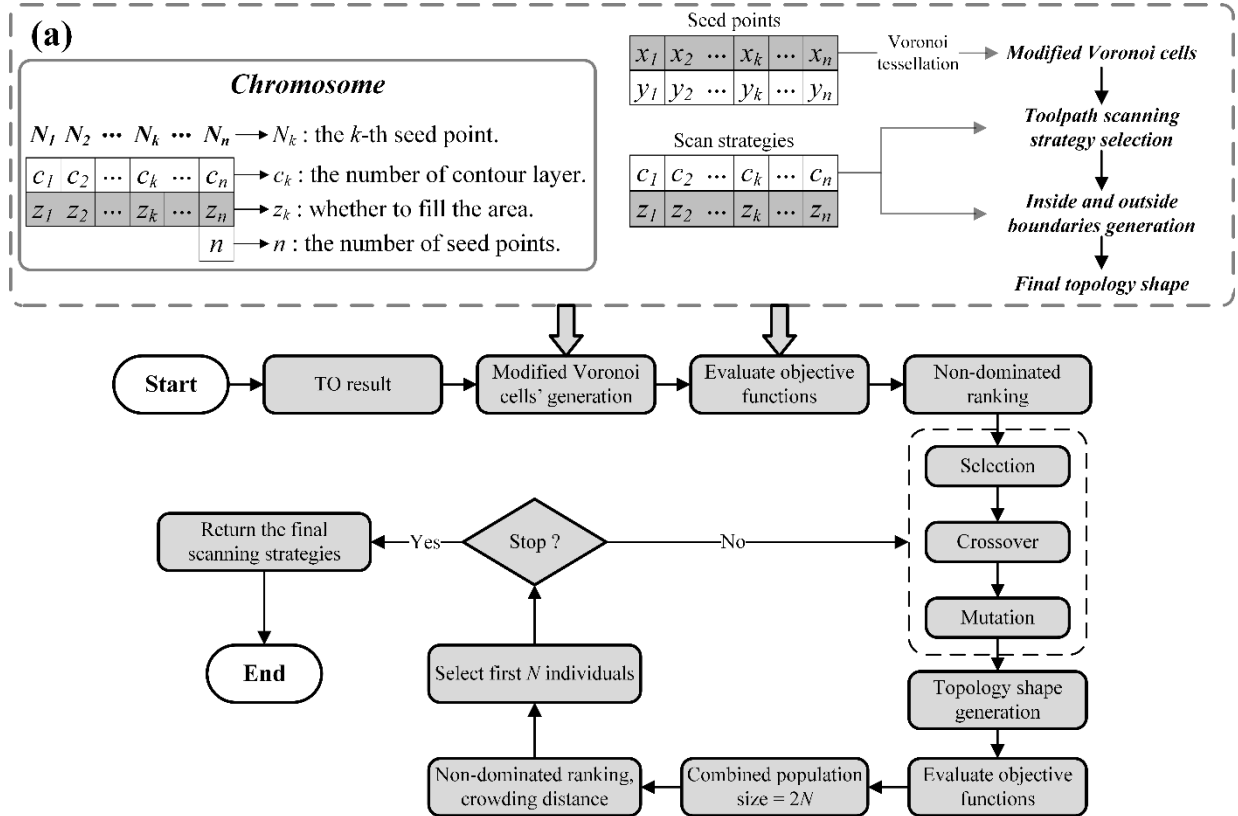 (a)
Chromosome
N1 N2 ··· Nk ··· Nn
Nk : the k-th seed point.
c1 c2 ··· ck ··· cn
ck : the number of contour layer.
z1 z2 ··· zk ··· zn
zk : whether to fill the area.
n
n : the number of seed points.
Seed points
x1 x2 ··· xk ··· xn
y1 y2 ··· yk ··· yn
Voronoi
tessellation
Scan strategies
c1 c2 ··· ck ··· cn
z1 z2 ··· zk ··· zn
Modified Voronoi cells
Toolpath scanning
strategy selection
Inside and outside
boundaries generation
Final topology shape
Start
TO result
Modified Voronoi
cells' generation
Evaluate objective
functions
Non-dominated
ranking
Selection
Crossover
Mutation
Return the final
scanning strategies
Yes
Stop ?
No
End
Select first N individuals
Topology shape
generation
Non-dominated ranking,
crowding distance
Combined population
size = 2N
Evaluate objective
functions